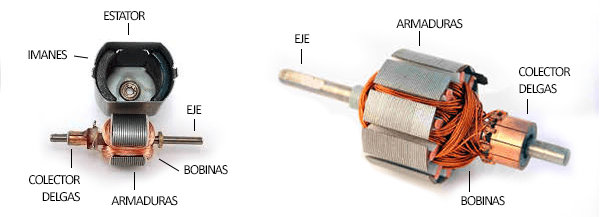 ESTATOR
IMANES
EJE
BOBINAS
COLECTOR
DELGAS
ARMADURAS
ARMADURAS
EJE
COLECTOR
DELGAS
BOBINAS